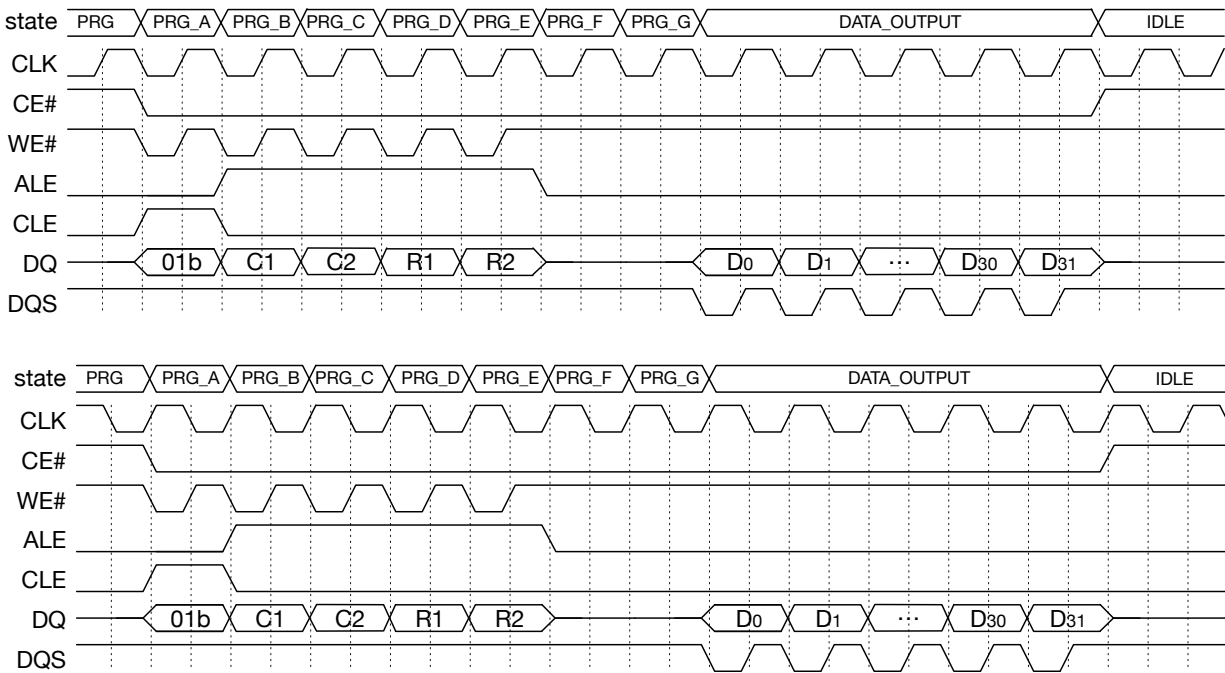 state PRG PRG_A PRG_B PRG_C PRG_D PRG_E PRG_F PRG_G DATA_OUTPUT IDLE
CLK
CE#
WE#
ALE
CLE
DQ 01b C1 C2 R1 R2 D0 D1 ... D30 D31
DQS
state PRG PRG_A PRG_B PRG_C PRG_D PRG_E PRG_F PRG_G DATA_OUTPUT IDLE
CLK
CE#
WE#
ALE
CLE
DQ 01b C1 C2 R1 R2 D0 D1 ... D30 D31
DQS